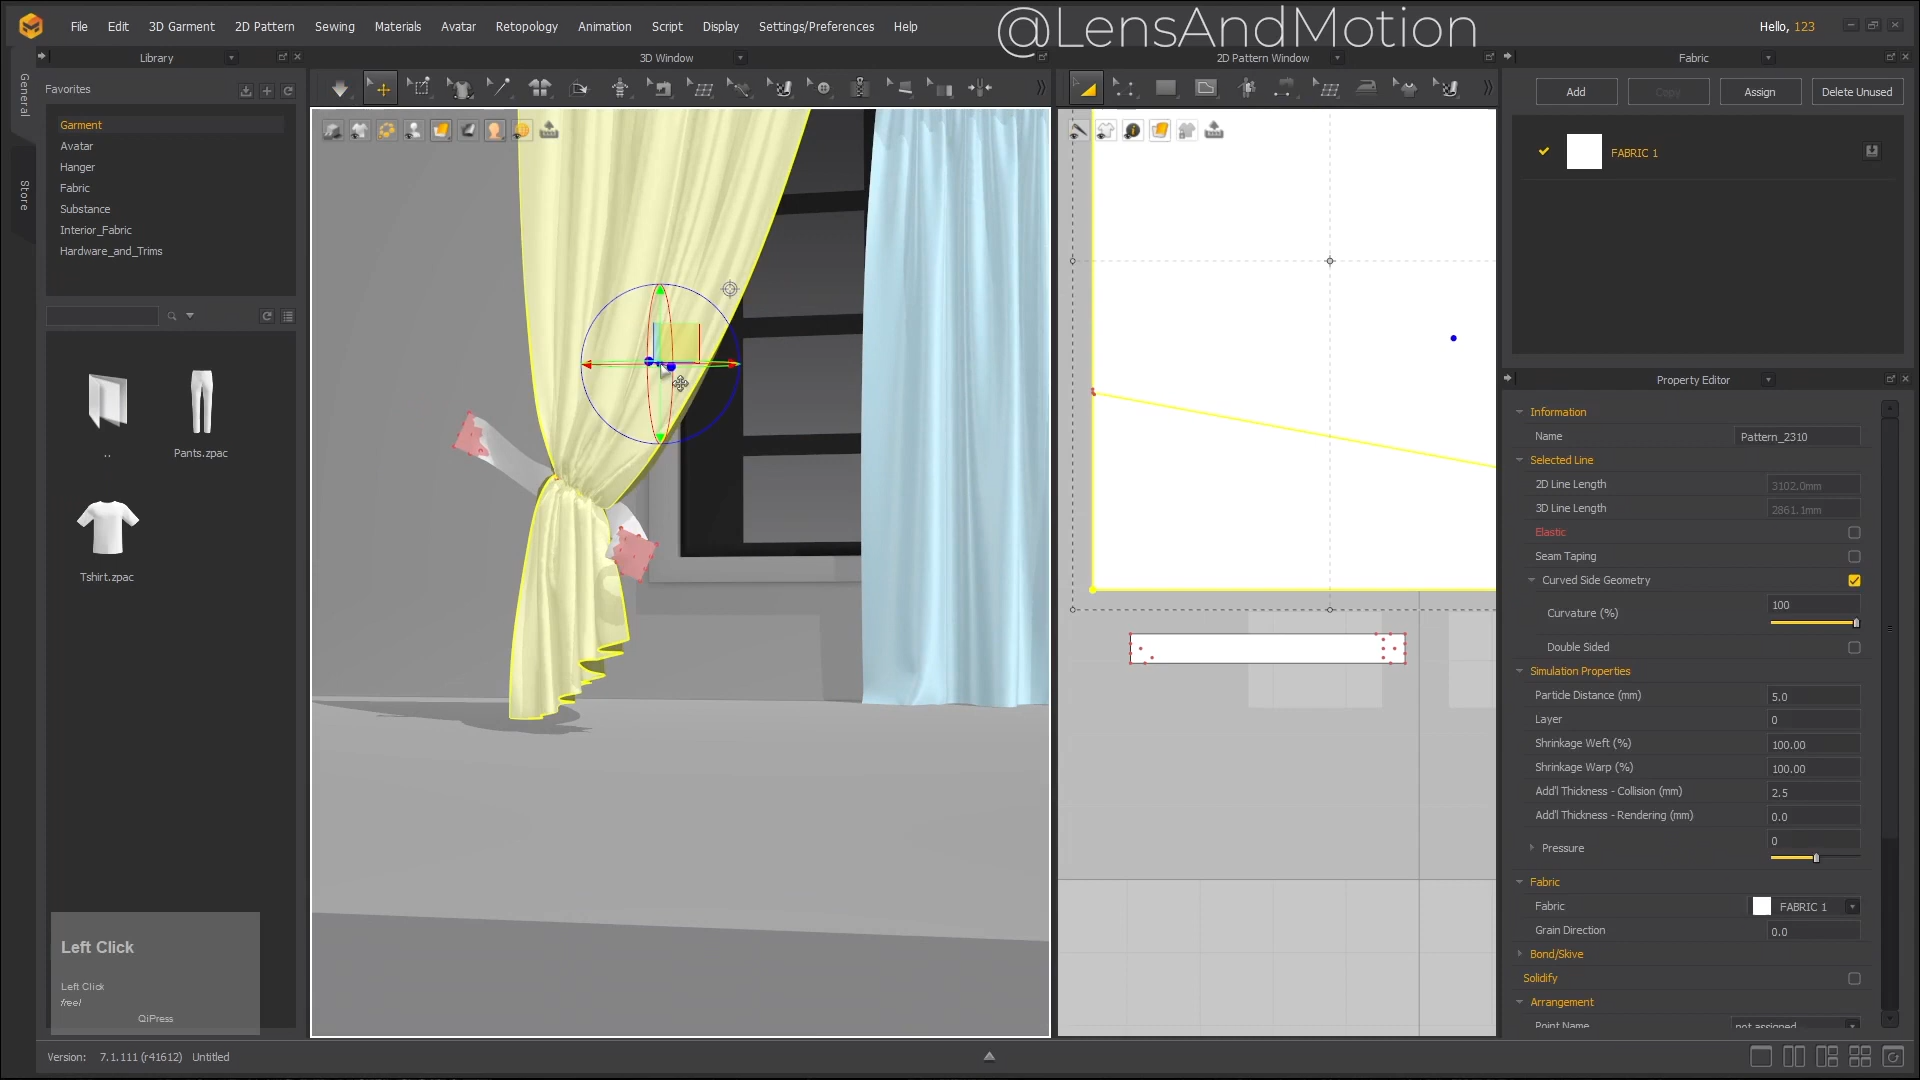 File Edit 3D Garment 2D Pattern Sewing Materials Avatar Retopology Animation Script Display Settings/Preferences Help
@LensAndMotion
Hello, 123
Library
3D Window
2D Pattern Window
Fabric
General
Store
Favorites
Garment
Avatar
Hanger
Fabric
Substance
Interior_Fabric
Hardware_and_Trims
..
Pants.zpac
Tshirt.zpac
Left Click
Left Click
free!
QiPress
Add Copy Assign Delete Unused
FABRIC 1
Property Editor
Information
Name Pattern_2310
Selected Line
2D Line Length 3102.0mm
3D Line Length 2861.1mm
Elastic
Seam Taping
Curved Side Geometry
Curvature (%) 100
Double Sided
Simulation Properties
Particle Distance (mm) 5.0
Layer 0
Shrinkage Weft (%) 100.00
Shrinkage Warp (%) 100.00
Add'l Thickness - Collision (mm) 2.5
Add'l Thickness - Rendering (mm) 0.0
Pressure 0
Fabric
Fabric FABRIC 1
Grain Direction 0.0
Bond/Skive
Solidify
Arrangement
Point Name not assigned
Version: 7.1.111 (r41612) Untitled